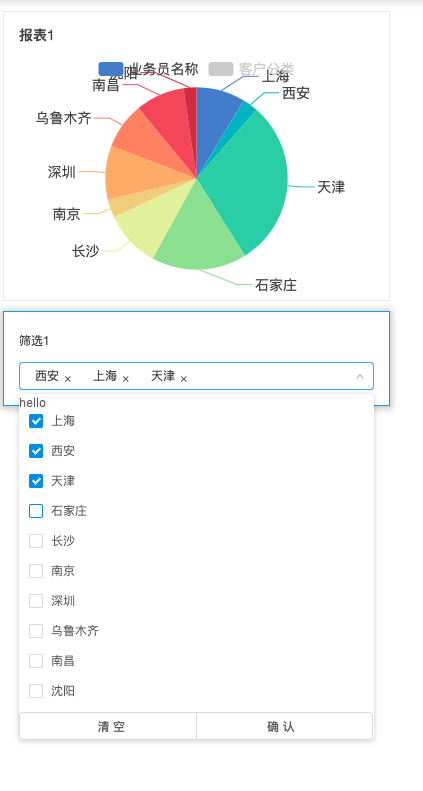 报表1
业务员名称 客户分类
沈阳 上海
南昌 西安
乌鲁木齐
深圳 天津
南京
长沙
石家庄
筛选1
西安 × 上海 × 天津 ×
hello
上海
西安
天津
石家庄
长沙
南京
深圳
乌鲁木齐
南昌
沈阳
清 空 确 认